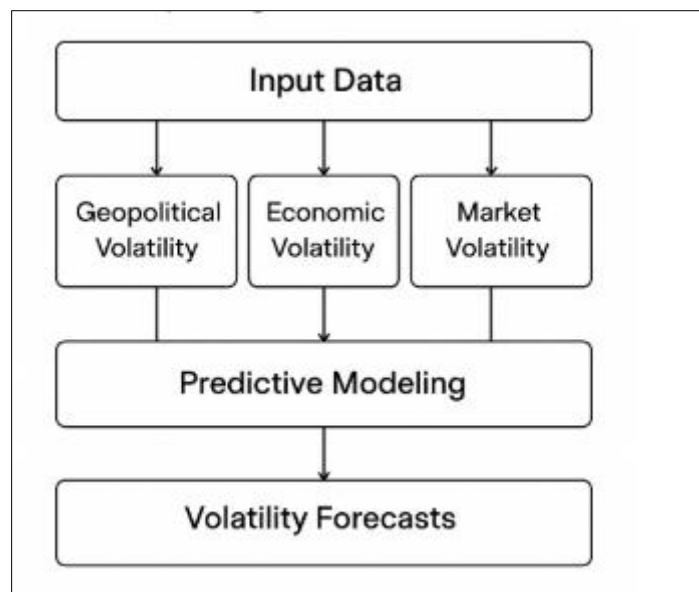 Input Data
Geopolitical
Volatility
Economic
Volatility
Market
Volatility
Predictive Modeling
Volatility Forecasts